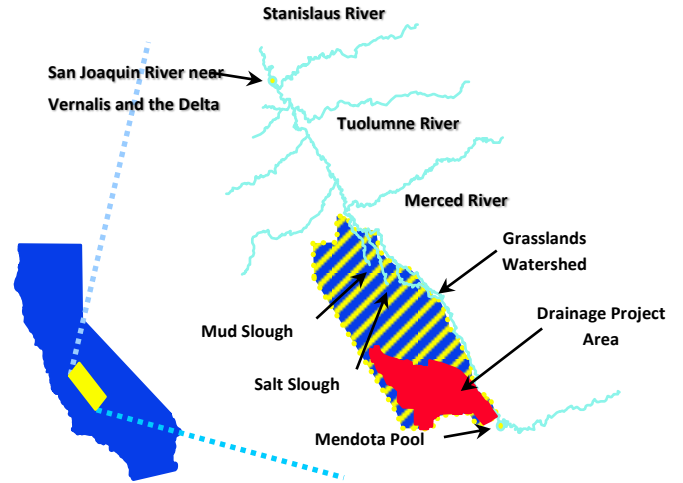 Stanislaus River
San Joaquin River near
Vernalis and the Delta
Tuolumne River
Merced River
Grasslands
Watershed
Mud Slough
Drainage Project
Area
Salt Slough
Mendota Pool